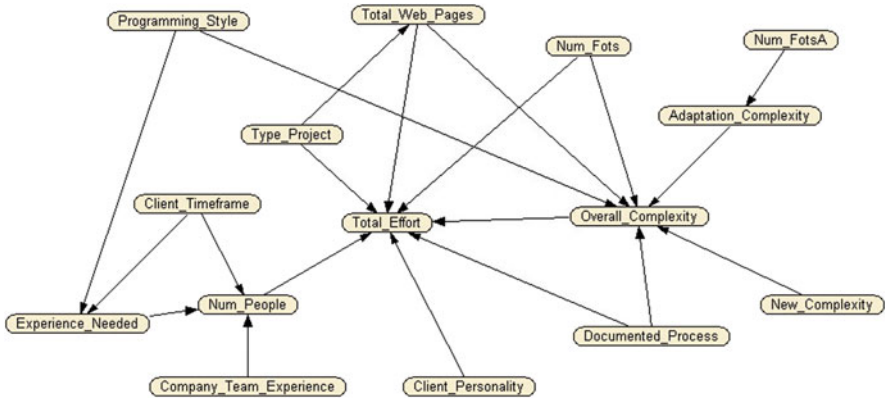 Total_Web_Pages
Programming_Style
Num_FotsA
Num_Fots
Adaptation_Complexity
Type_Project
Client_Timeframe
Overall_Complexity
Total_Effort
Num_People
New_Complexity
Experience_Needed
Documented_Process
Company_Team_Experience
Client_Personality